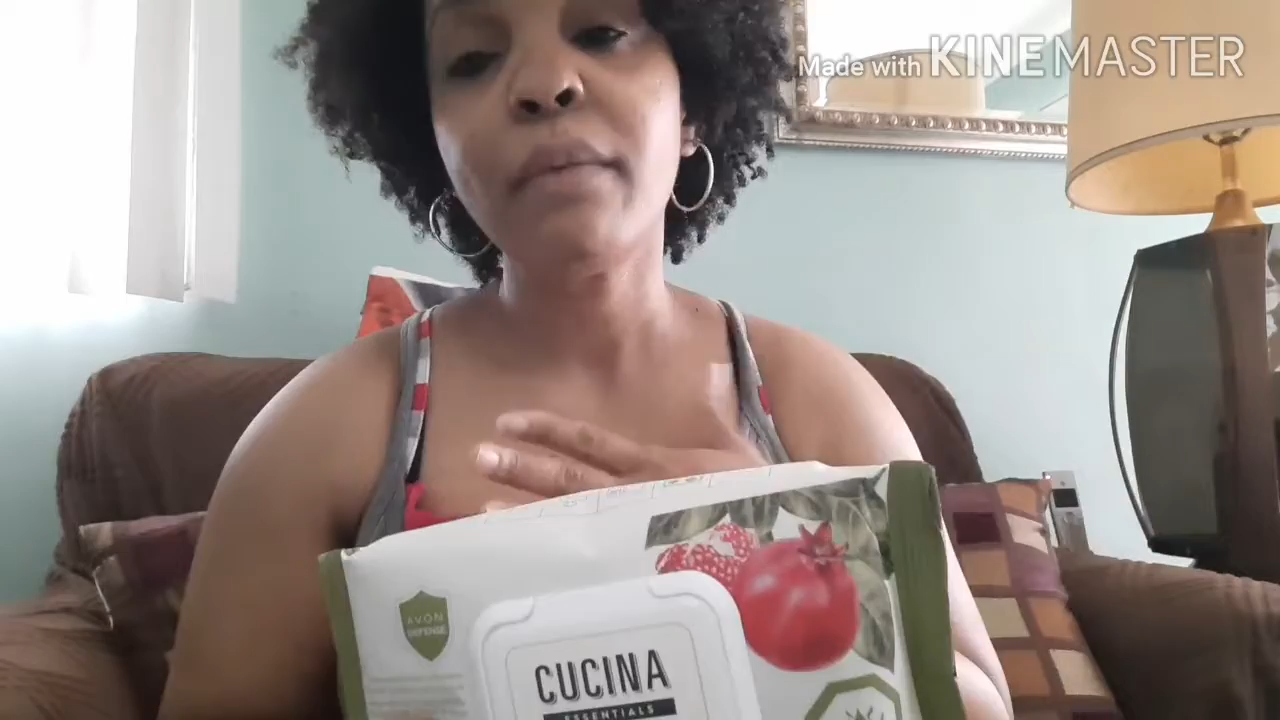 Made with KINEMASTER
AVON
DEFENSE
CUCINA
ESSENTIALS